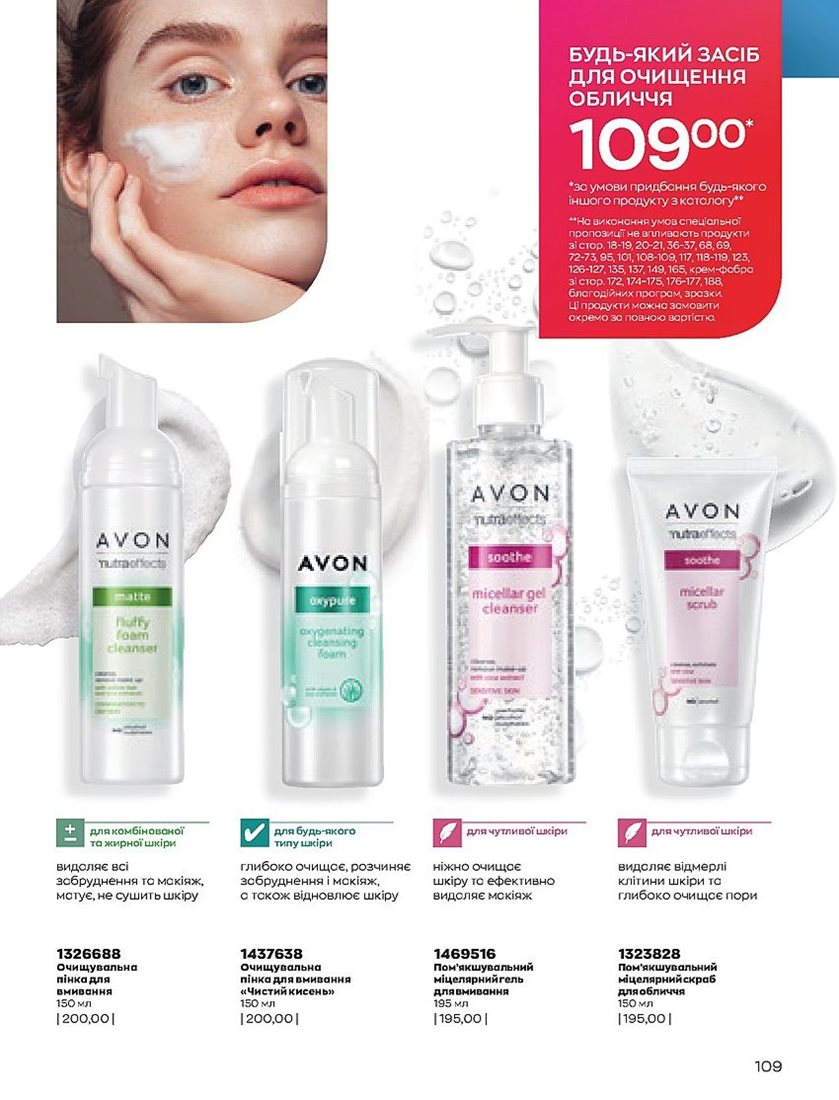 БУДЬ-ЯКИЙ ЗАСІБ
ДЛЯ ОЧИЩЕННЯ
ОБЛИЧЧЯ
109⁰⁰*
*за умови придбання будь-якого
іншого продукту з каталогу**
**На виконання умов спеціальної
пропозиції не впливають продукти
зі стор. 18-19, 20-21, 36-37, 68, 69,
72-73, 95, 101, 108-109, 117, 118-119, 123,
126-127, 135, 137, 149, 165, крем-фарба
зі стор. 172, 174-175, 176-177, 188,
благодійних програм, зразки.
Ці продукти можна замовити
окремо за повною вартістю.
AVON
nutraeffects
matte
fluffy
foam
cleanser
AVON
oxypure
oxygenating
cleansing
foam
AVON
nutraeffects
soothe
micellar gel
cleanser
SENSITIVE SKIN
AVON
nutraeffects
soothe
micellar
scrub
SENSITIVE SKIN
для комбінованої
та жирної шкіри
видаляє всі
забруднення та макіяж,
матує, не сушить шкіру
1326688
Очищувальна
пінка для
вмивання
150 мл
|200,00|
для будь-якого
типу шкіри
глибоко очищає, розчиняє
забруднення і макіяж,
а також відновлює шкіру
1437638
Очищувальна
пінка для вмивання
«Чистий кисень»
150 мл
|200,00|
для чутливої шкіри
ніжно очищає
шкіру та ефективно
видаляє макіяж
1469516
Пом'якшувальний
міцелярний гель
для вмивання
195 мл
|195,00|
для чутливої шкіри
видаляє відмерлі
клітини шкіри та
глибоко очищає пори
1323828
Пом'якшувальний
міцелярний скраб
для обличчя
150 мл
|195,00|
109